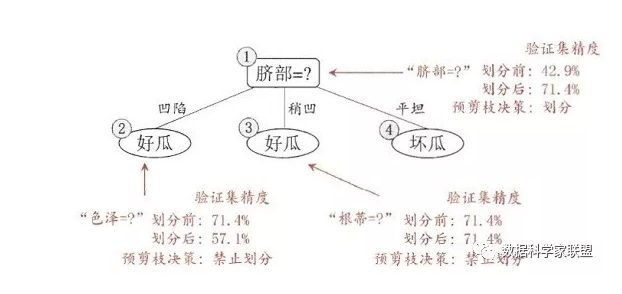 验证集精度
①
脐部=?
“脐部=?” 划分前: 42.9%
划分后: 71.4%
预剪枝决策: 划分
凹陷
稍凹
平坦
②
好瓜
③
好瓜
④
坏瓜
验证集精度
“色泽=?” 划分前: 71.4%
划分后: 57.1%
预剪枝决策: 禁止划分
验证集精度
“根蒂=?” 划分前: 71.4%
划分后: 71.4%
预剪枝决策: 禁止划分
数据科学家联盟